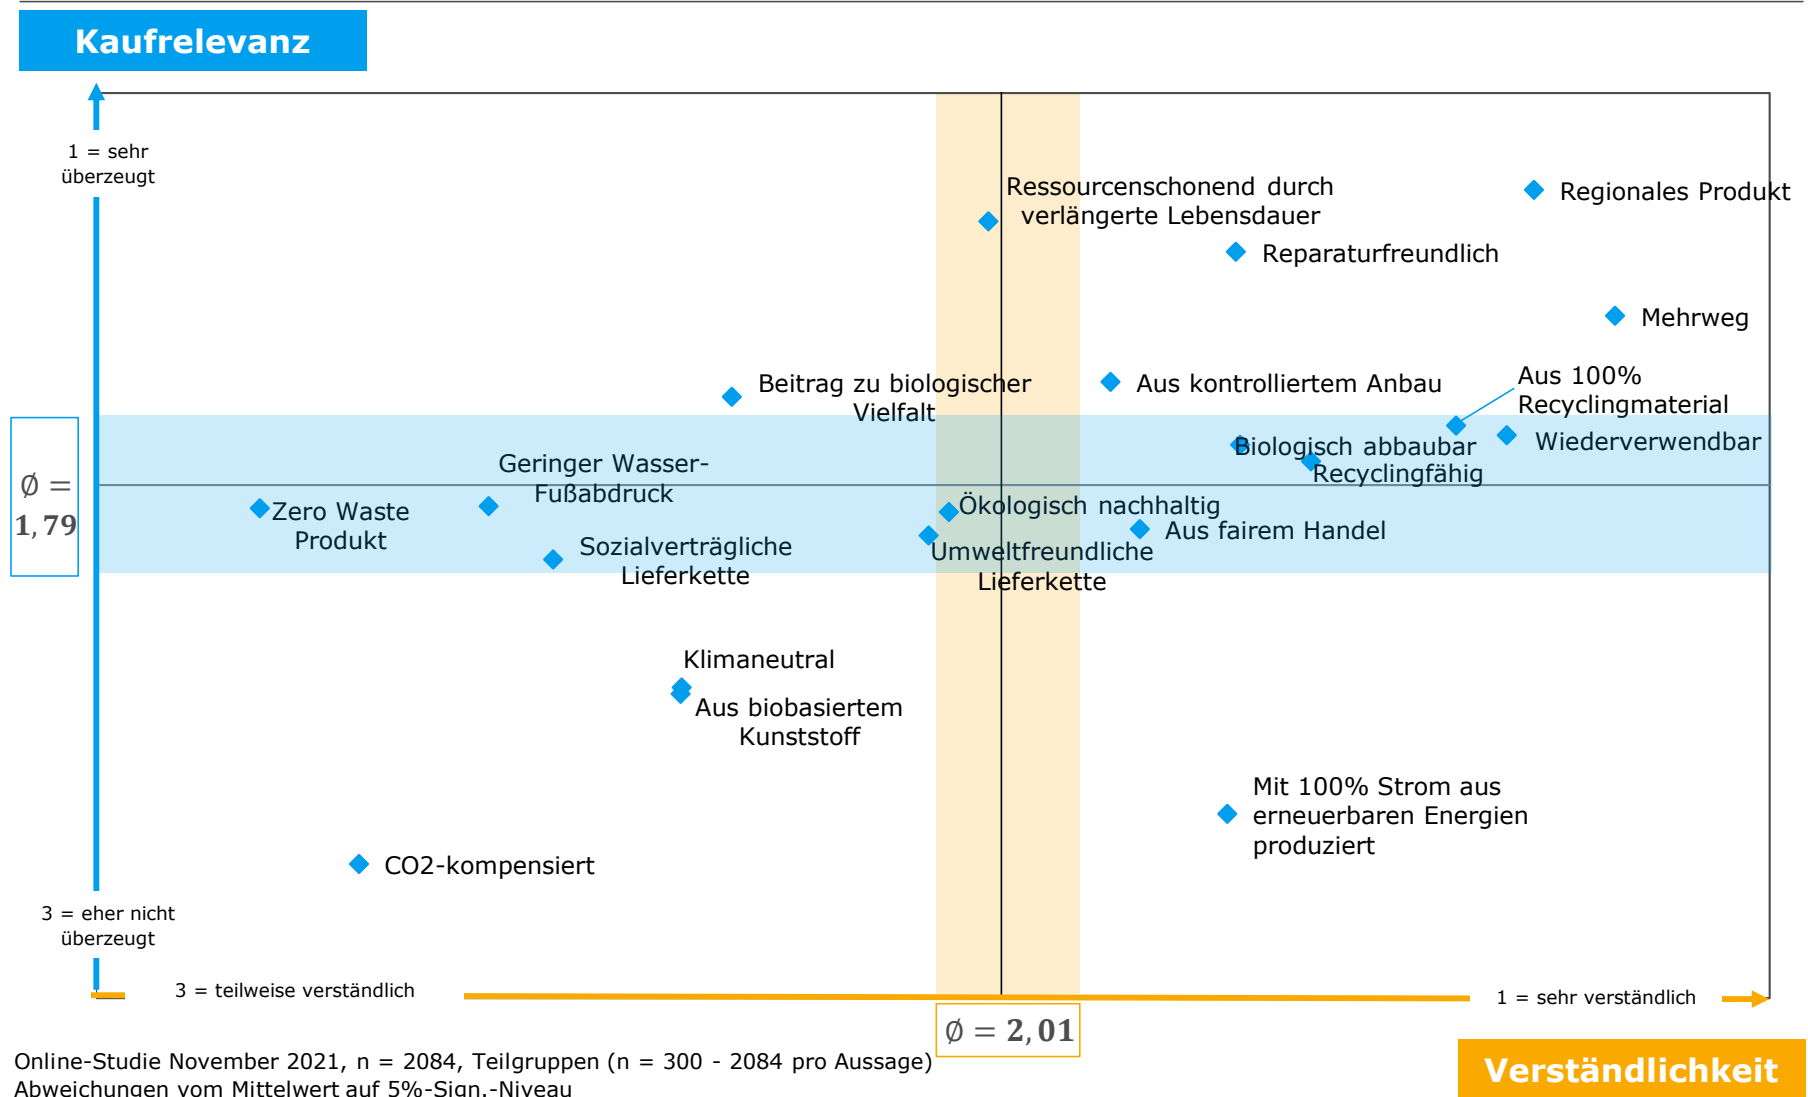 Kaufrelevanz
1 = sehr
überzeugt
Ressourcenschonend durch
verlängerte Lebensdauer
Regionales Produkt
Reparaturfreundlich
Mehrweg
Beitrag zu biologischer
Vielfalt
Aus kontrolliertem Anbau
Aus 100%
Recyclingmaterial
Wiederverwendbar
Biologisch abbaubar
Recyclingfähig
Geringer Wasser-
Fußabdruck
∅ =
1,79
Zero Waste
Produkt
Ökologisch nachhaltig
Aus fairem Handel
Sozialverträgliche
Lieferkette
Umweltfreundliche
Lieferkette
Klimaneutral
Aus biobasiertem
Kunststoff
Mit 100% Strom aus
erneuerbaren Energien
produziert
CO2-kompensiert
3 = eher nicht
überzeugt
3 = teilweise verständlich
1 = sehr verständlich
∅ = 2,01
Online-Studie November 2021, n = 2084, Teilgruppen (n = 300 - 2084 pro Aussage)
Abweichungen vom Mittelwert auf 5%-Sign.-Niveau
Verständlichkeit